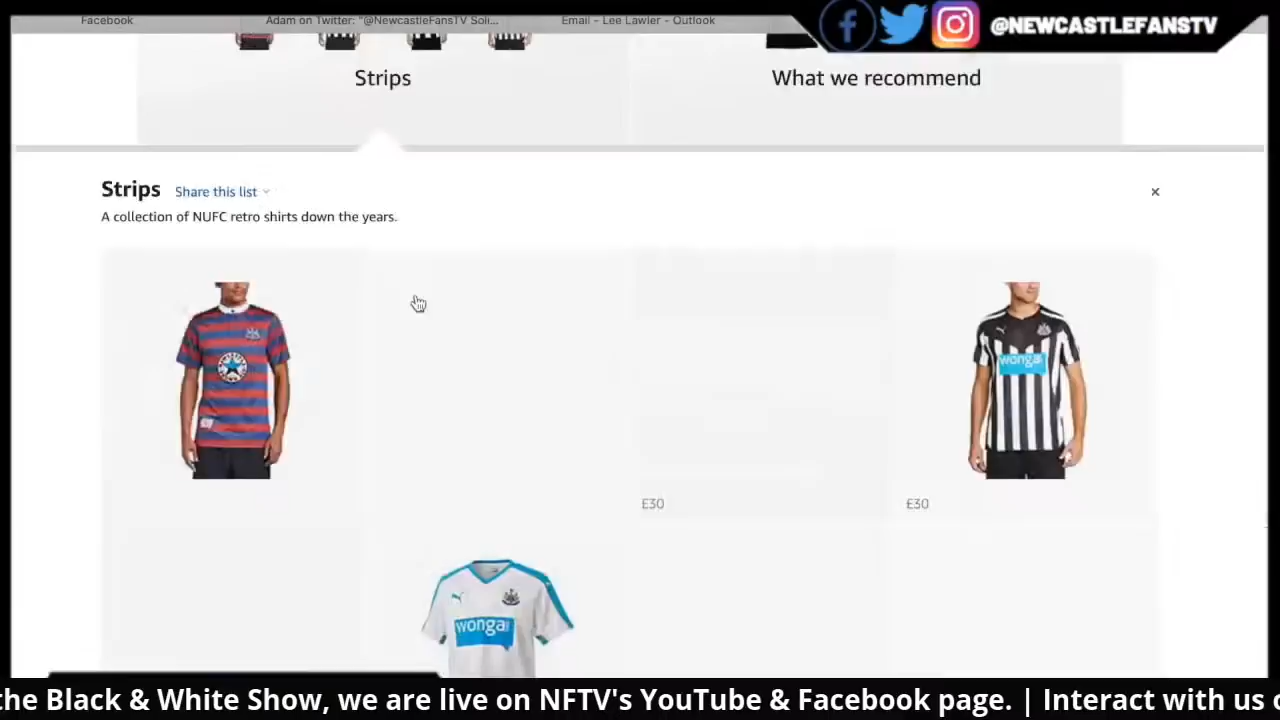 Facebook
Adam on Twitter: "@NewcastleFansTV Soli...
Email – Lee Lawler – Outlook
@NEWCASTLEFANSTV
Strips
What we recommend
Strips Share this list
A collection of NUFC retro shirts down the years.
wonga
£30
£30
wonga
the Black & White Show, we are live on NFTV's YouTube & Facebook page. | Interact with us o